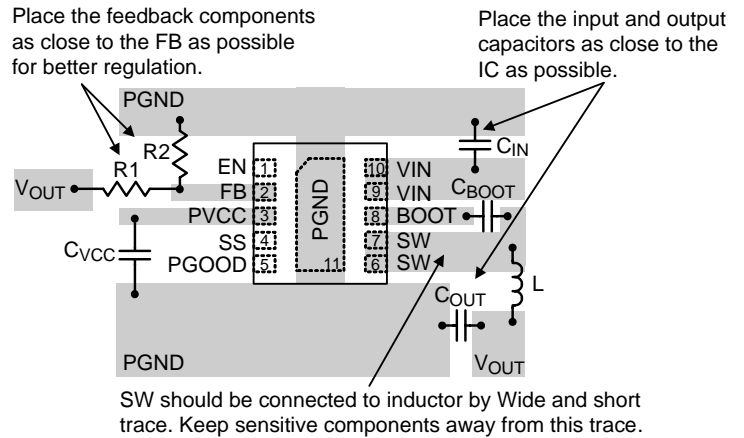 Place the feedback components
as close to the FB as possible
for better regulation.
Place the input and output
capacitors as close to the
IC as possible.
PGND
R2
R1
VOUT
CIN
EN 1
FB 2
PVCC 3
SS 4
PGOOD 5
PGND
11
10 VIN
9 VIN
8 BOOT
7 SW
6 SW
CBOOT
CVCC
COUT
L
PGND
VOUT
SW should be connected to inductor by Wide and short
trace. Keep sensitive components away from this trace.